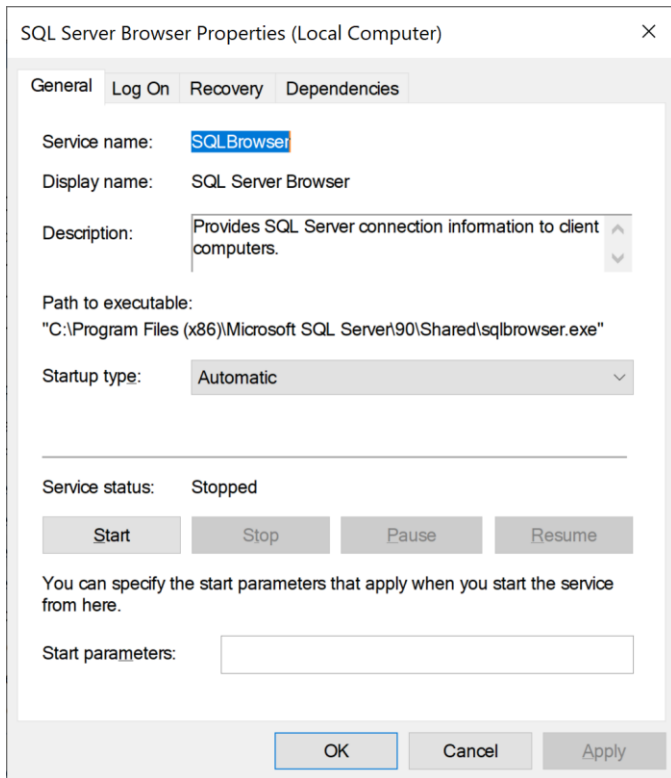 SQL Server Browser Properties (Local Computer)
General Log On Recovery Dependencies
Service name: SQLBrowser
Display name: SQL Server Browser
Description: Provides SQL Server connection information to client
computers.
Path to executable:
"C:\Program Files (x86)\Microsoft SQL Server\90\Shared\sqlbrowser.exe"
Startup type: Automatic
Service status: Stopped
Start Stop Pause Resume
You can specify the start parameters that apply when you start the service
from here.
Start parameters:
OK Cancel Apply